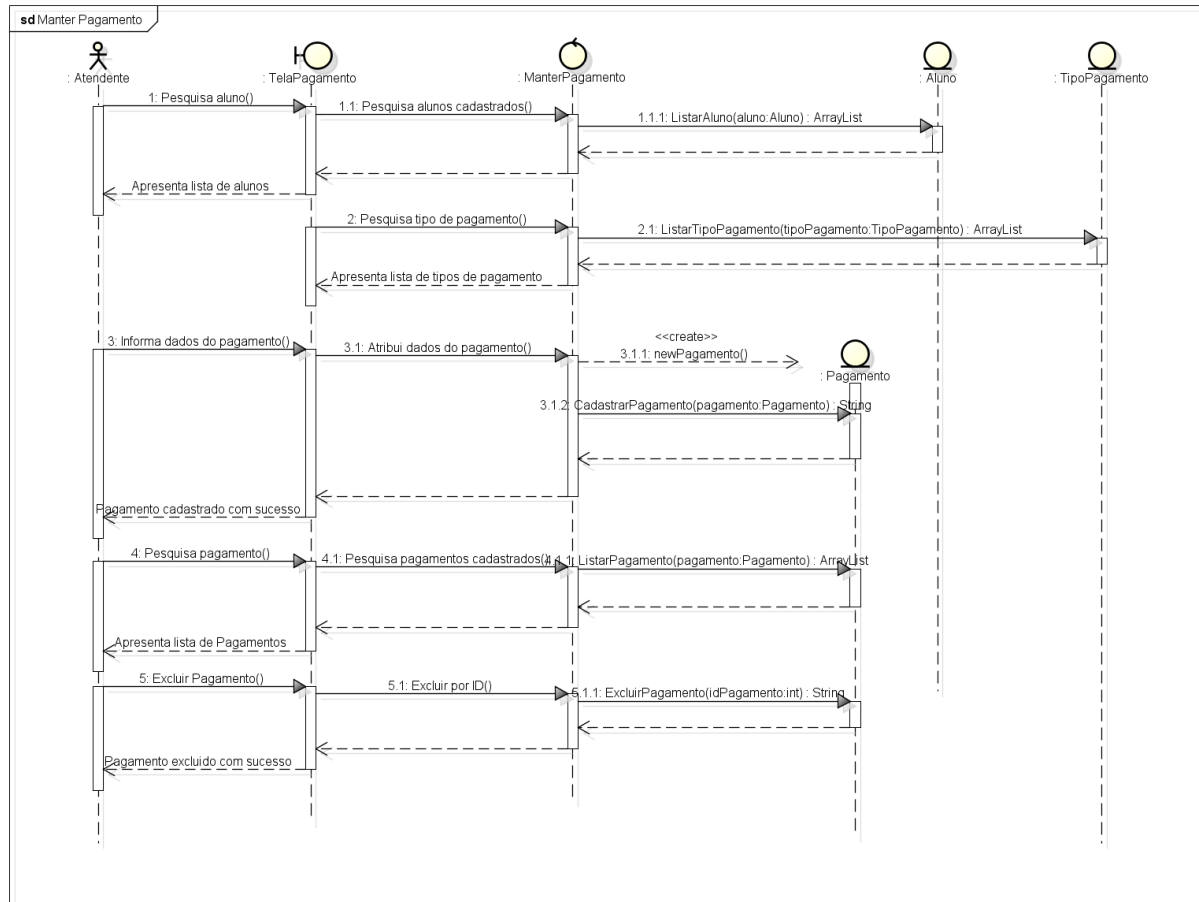 sd Manter Pagamento
: Atendente
: TelaPagamento
: ManterPagamento
: Aluno
: TipoPagamento
1: Pesquisa aluno()
1.1: Pesquisa alunos cadastrados()
1.1.1: ListarAluno(aluno:Aluno) : ArrayList
Apresenta lista de alunos
2: Pesquisa tipo de pagamento()
2.1: ListarTipoPagamento(tipoPagamento:TipoPagamento) : ArrayList
Apresenta lista de tipos de pagamento
<<create>>
3: Informa dados do pagamento()
3.1: Atribui dados do pagamento()
3.1.1: newPagamento()
: Pagamento
3.1.2: CadastrarPagamento(pagamento:Pagamento) : String
Pagamento cadastrado com sucesso
4: Pesquisa pagamento()
4.1: Pesquisa pagamentos cadastrados()
4.1.1: ListarPagamento(pagamento:Pagamento) : ArrayList
Apresenta lista de Pagamentos
5: Excluir Pagamento()
5.1: Excluir por ID()
5.1.1: ExcluirPagamento(idPagamento:int) : String
Pagamento excluido com sucesso